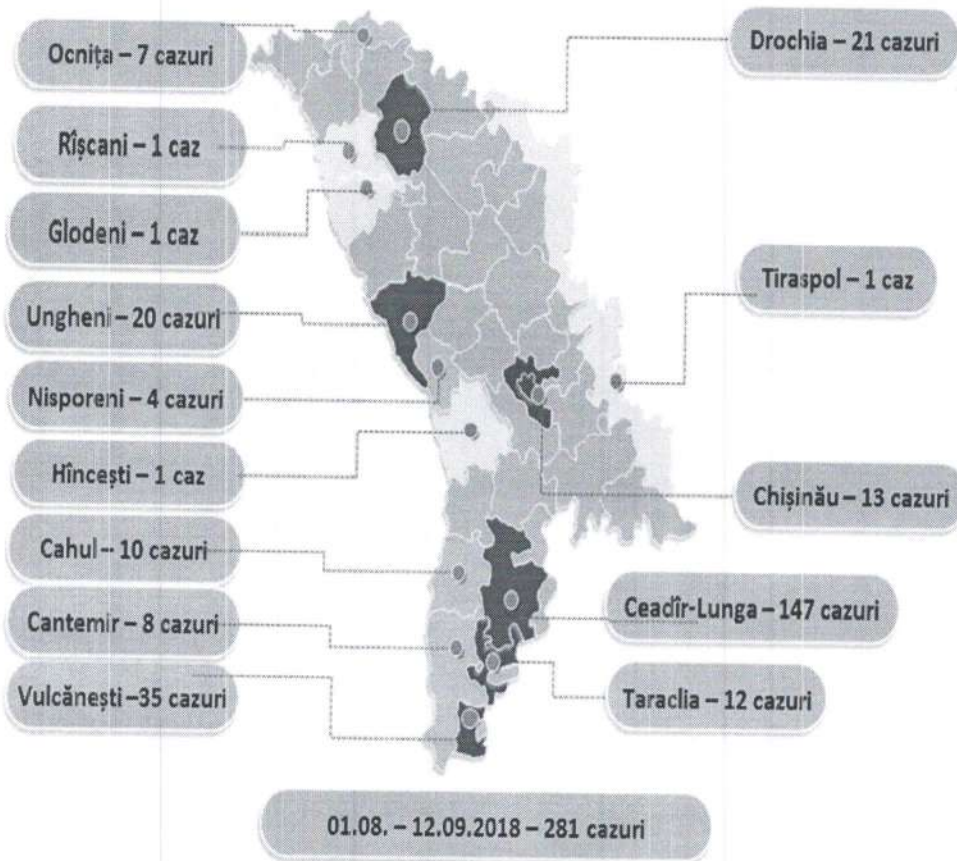 Ocnița – 7 cazuri
Rîșcani – 1 caz
Glodeni – 1 caz
Ungheni – 20 cazuri
Nisporeni – 4 cazuri
Hîncești – 1 caz
Cahul – 10 cazuri
Cantemir – 8 cazuri
Vulcănești –35 cazuri
Drochia – 21 cazuri
Tiraspol – 1 caz
Chișinău – 13 cazuri
Ceadîr-Lunga – 147 cazuri
Taraclia – 12 cazuri
01.08. – 12.09.2018 – 281 cazuri